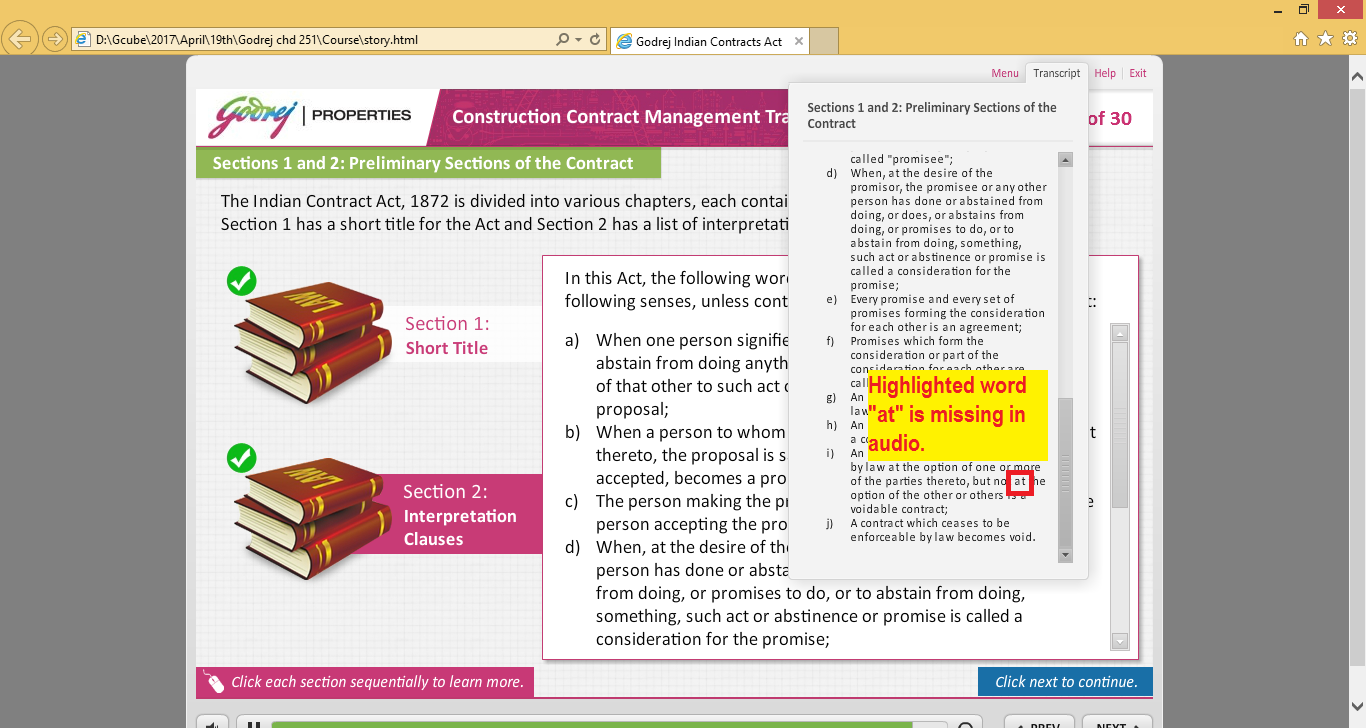 D:\Gcube\2017\April\19th\Godrej chd 251\Course\story.html
Godrej Indian Contracts Act
Menu
Transcript
Help
Exit
Godrej | PROPERTIES
Construction Contract Management Tra
of 30
Sections 1 and 2: Preliminary Sections of the Contract
The Indian Contract Act, 1872 is divided into various chapters, each contai
Section 1 has a short title for the Act and Section 2 has a list of interpretati
Section 1:
Short Title
Section 2:
Interpretation
Clauses
In this Act, the following wor
following senses, unless cont
a) When one person signifie
abstain from doing anyth
of that other to such act
proposal;
b) When a person to whom
thereto, the proposal is s
accepted, becomes a pro
c) The person making the pr
person accepting the pro
d) When, at the desire of the
person has done or absta
from doing, or promises to do, or to abstain from doing,
something, such act or abstinence or promise is called a
consideration for the promise;
Sections 1 and 2: Preliminary Sections of the
Contract
called "promisee";
d) When, at the desire of the
promisor, the promisee or any other
person has done or abstained from
doing, or does, or abstains from
doing, or promises to do, or to
abstain from doing, something,
such act or abstinence or promise is
called a consideration for the
promise;
e) Every promise and every set of
promises forming the consideration
for each other is an agreement;
f) Promises which form the
consideration or part of the
consideration for each other are
call
g) An
law
h) An
a co
i) An
by law at the option of one or more
of the parties thereto, but no at he
option of the other or others is a
voidable contract;
j) A contract which ceases to be
enforceable by law becomes void.
Highlighted word
"at" is missing in
audio.
Click each section sequentially to learn more.
Click next to continue.
PREV
NEXT